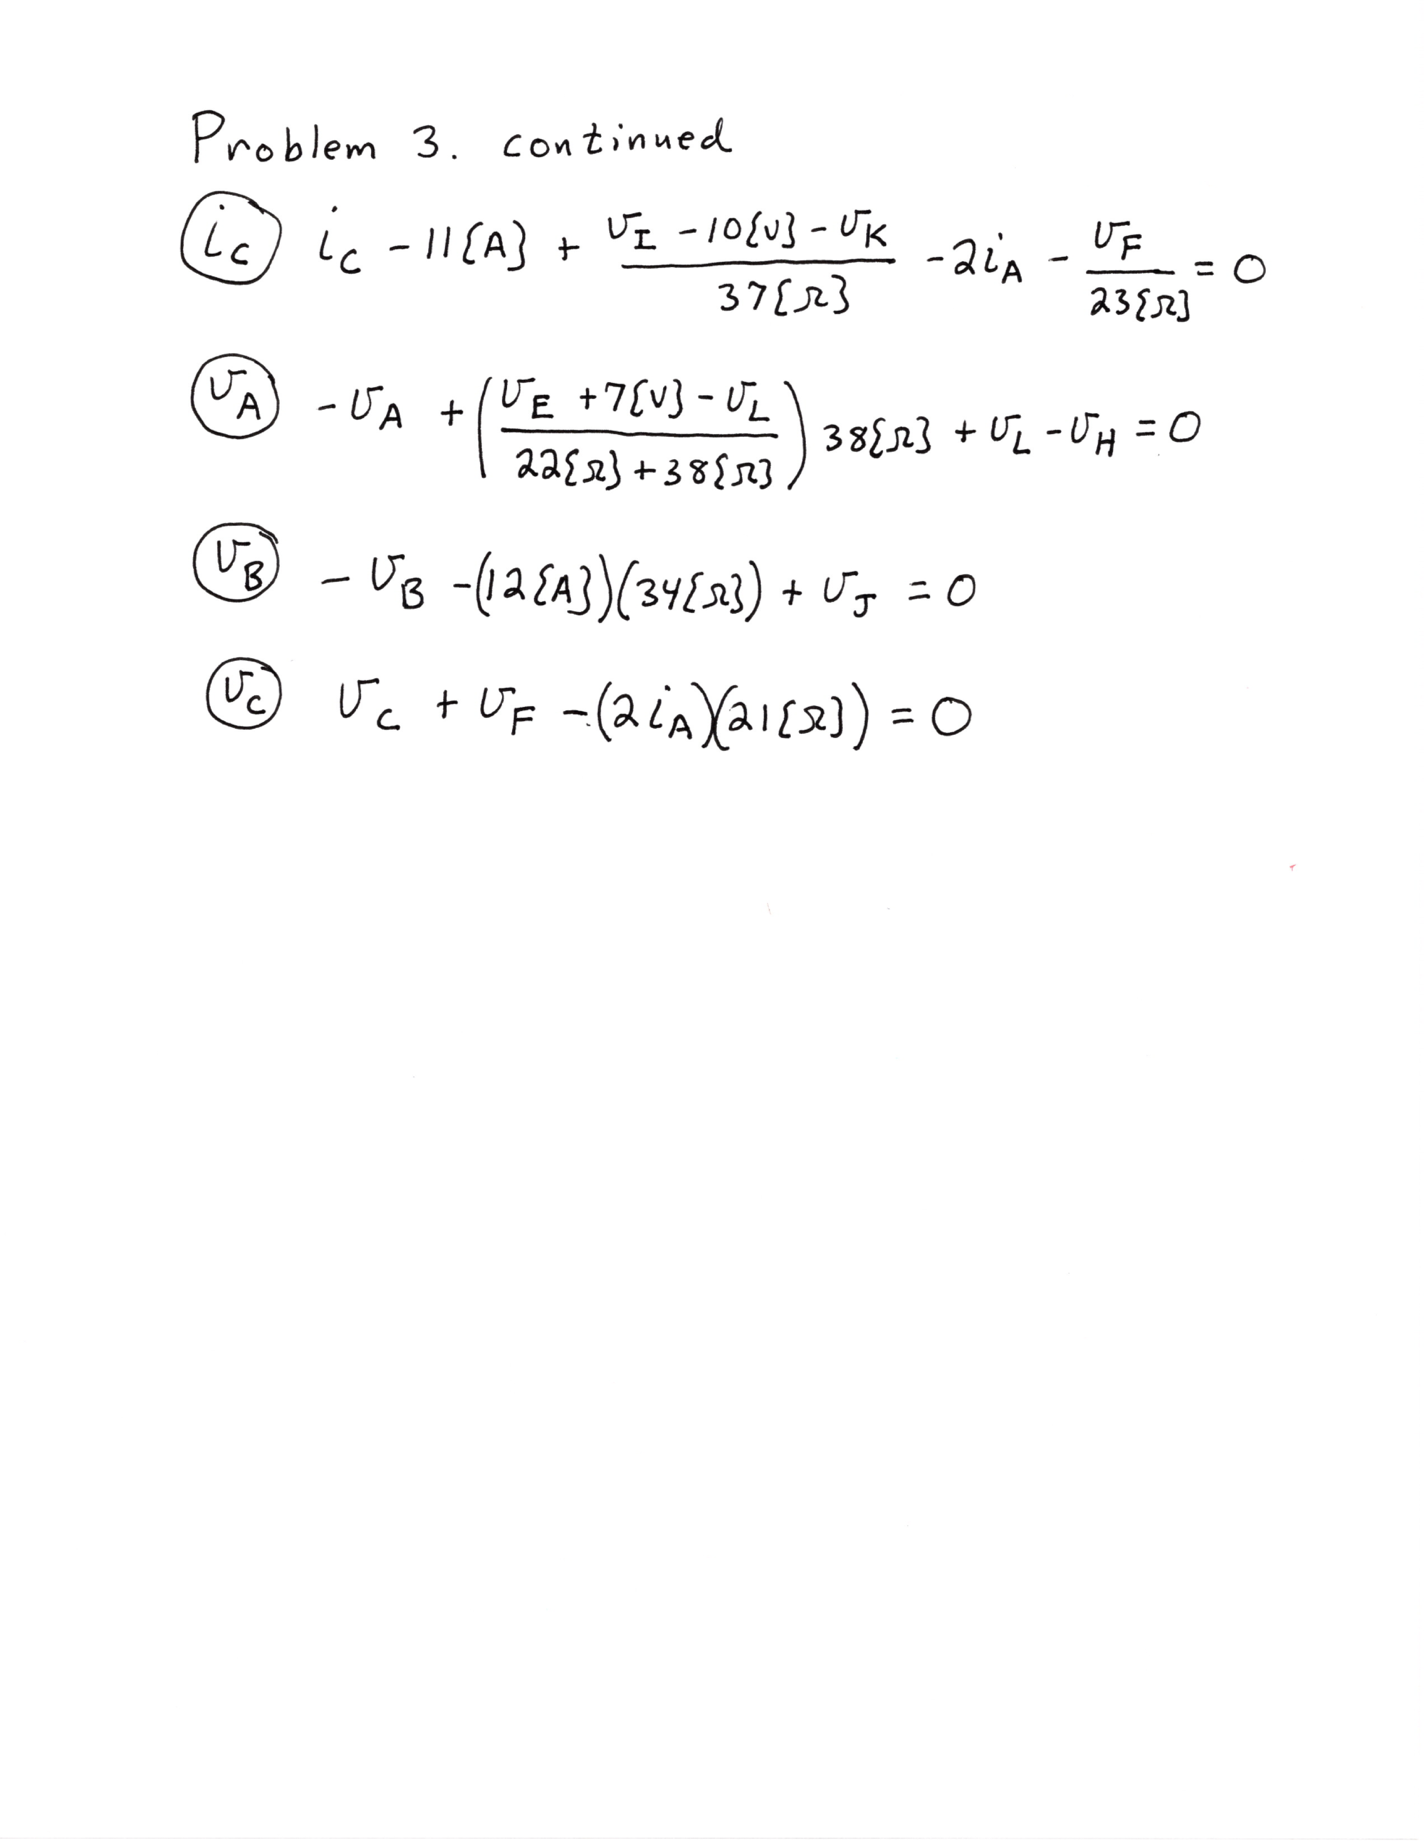 Problem 3. continued
(i_C) i_C - 11{A} + (v_I - 10{V} - v_K)/(37{Ω}) - 2i_A - v_F/(23{Ω}) = 0
(v_A) -v_A + ((v_E + 7{V} - v_L)/(22{Ω} + 38{Ω})) 38{Ω} + v_L - v_H = 0
(v_B) -v_B - (12{A})(34{Ω}) + v_J = 0
(v_C) v_C + v_F - (2i_A)(21{Ω}) = 0